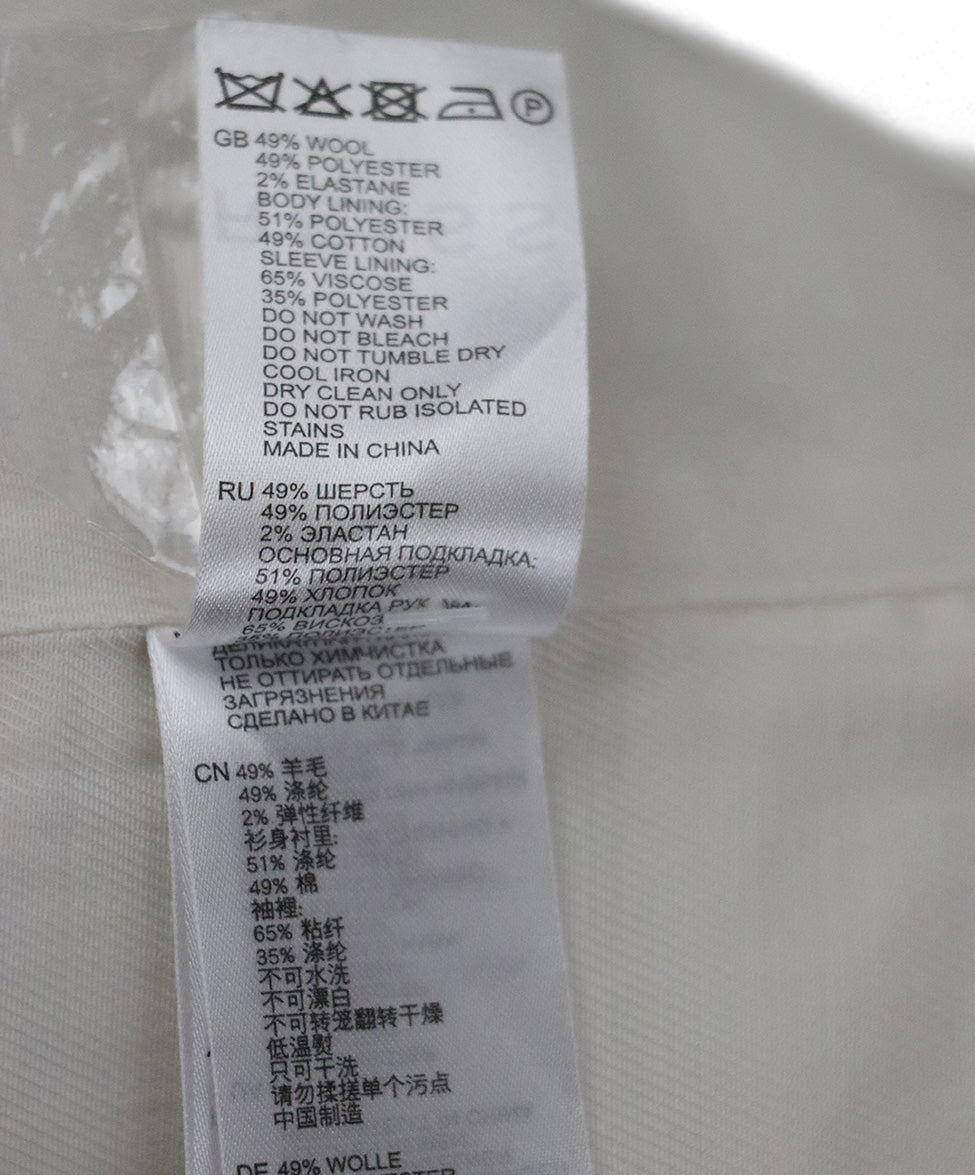 P
GB 49% WOOL
49% POLYESTER
2% ELASTANE
BODY LINING:
51% POLYESTER
49% COTTON
SLEEVE LINING:
65% VISCOSE
35% POLYESTER
DO NOT WASH
DO NOT BLEACH
DO NOT TUMBLE DRY
COOL IRON
DRY CLEAN ONLY
DO NOT RUB ISOLATED
STAINS
MADE IN CHINA
RU 49% ШЕРСТЬ
49% ПОЛИЭСТЕР
2% ЭЛАСТАН
ОСНОВНАЯ ПОДКЛАДКА:
51% ПОЛИЭСТЕР
49% ХЛОПОК
ПОДКЛАДКА РУК
65% ВИСКОЗ
35% ПОЛИЭСТЕР
ТОЛЬКО ХИМЧИСТКА
НЕ ОТТИРАТЬ ОТДЕЛЬНЫЕ
ЗАГРЯЗНЕНИЯ
СДЕЛАНО В КИТАЕ
CN 49% 羊毛
49% 涤纶
2% 弹性纤维
衫身衬里:
51% 涤纶
49% 棉
袖裡:
65% 粘纤
35% 涤纶
不可水洗
不可漂白
不可转笼翻转干燥
低温熨
只可干洗
请勿揉搓单个污点
中国制造
DE 49% WOLLE